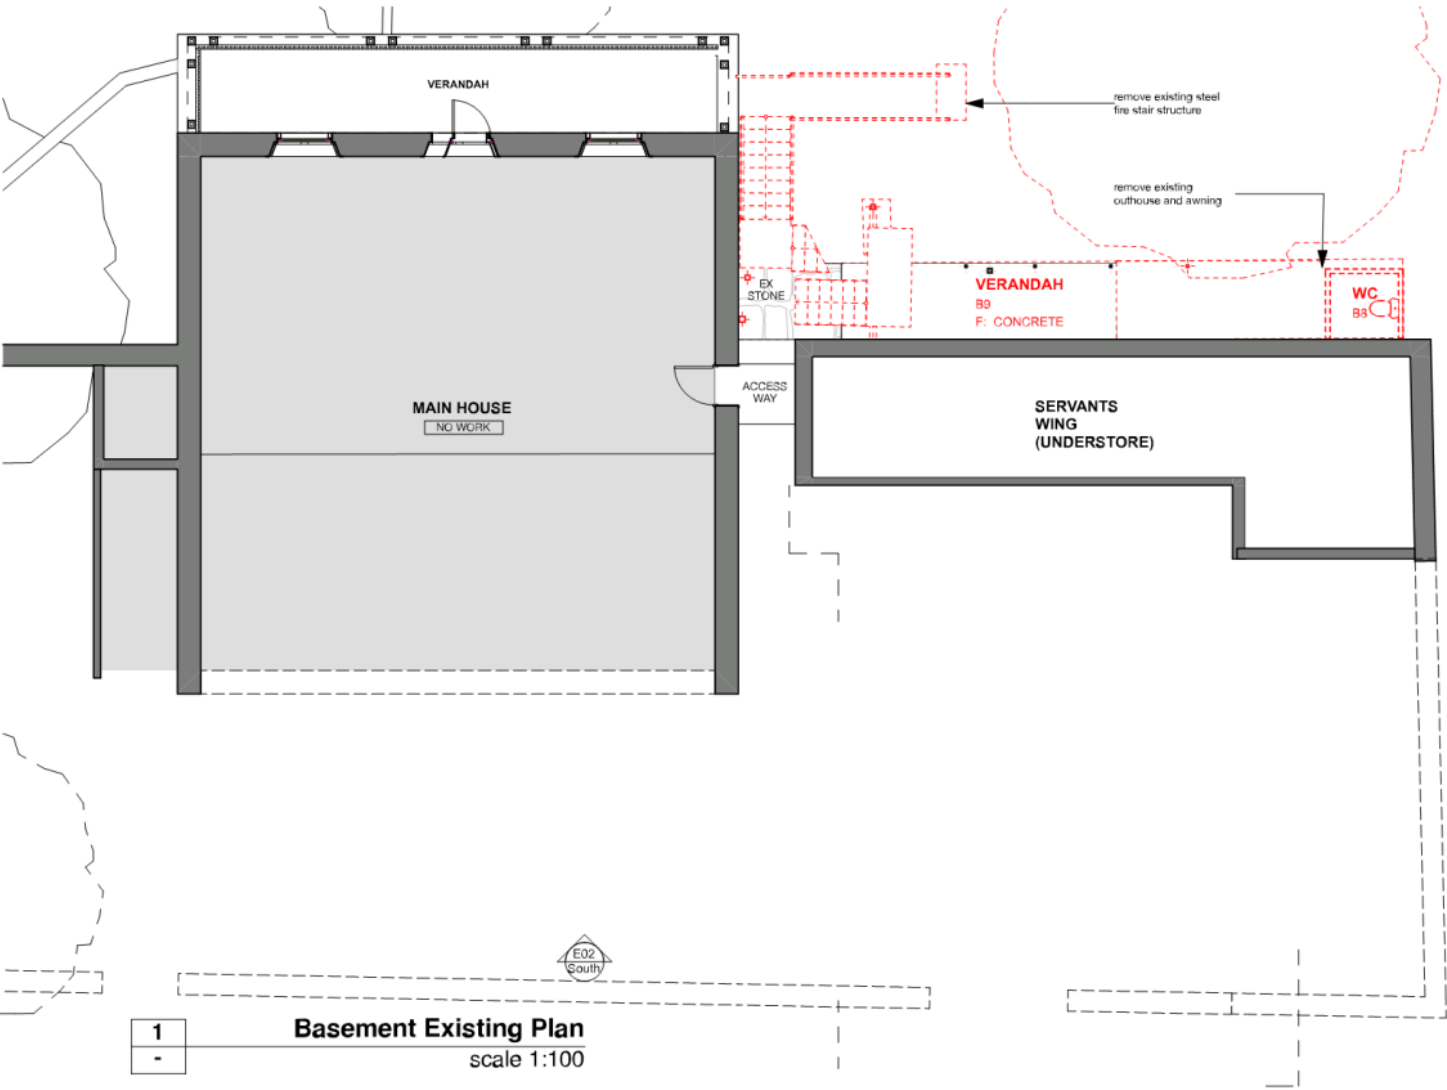 VERANDAH
remove existing steel
fire stair structure
remove existing
outhouse and awning
EX
STONE
VERANDAH
B9
F: CONCRETE
WC
B8
ACCESS
WAY
MAIN HOUSE
NO WORK
SERVANTS
WING
(UNDERSTORE)
E02
South
1
-
Basement Existing Plan
scale 1:100